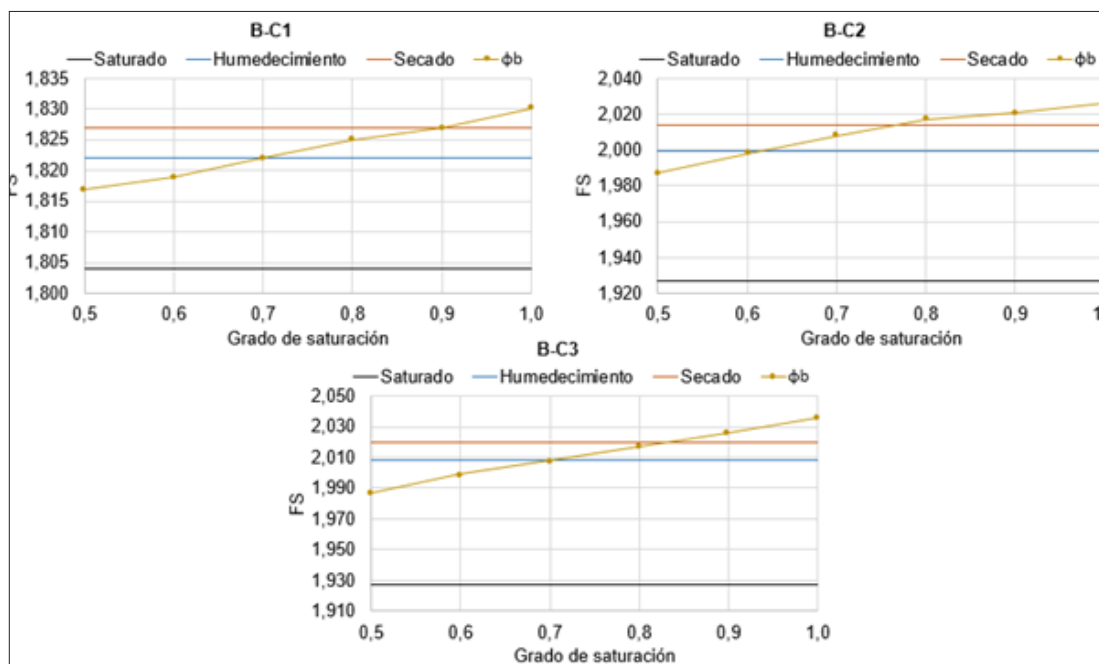 B-C1
Saturado Humedecimiento Secado ϕb
1,835
1,830
1,825
1,820
1,815
1,810
1,805
1,800
FS
0,5 0,6 0,7 0,8 0,9 1,0
Grado de saturación
B-C2
Saturado Humedecimiento Secado ϕb
2,040
2,020
2,000
1,980
1,960
1,940
1,920
FS
0,5 0,6 0,7 0,8 0,9 1
Grado de saturación
B-C3
Saturado Humedecimiento Secado ϕb
2,050
2,030
2,010
1,990
1,970
1,950
1,930
1,910
FS
0,5 0,6 0,7 0,8 0,9 1,0
Grado de saturación